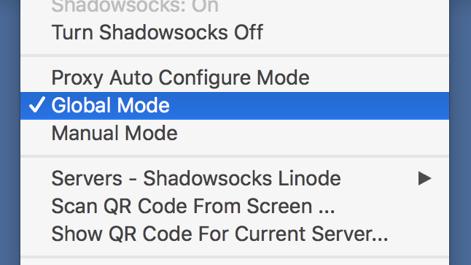 Shadowsocks: On
Turn Shadowsocks Off
Proxy Auto Configure Mode
✓ Global Mode
Manual Mode
Servers - Shadowsocks Linode ▶
Scan QR Code From Screen ...
Show QR Code For Current Server...